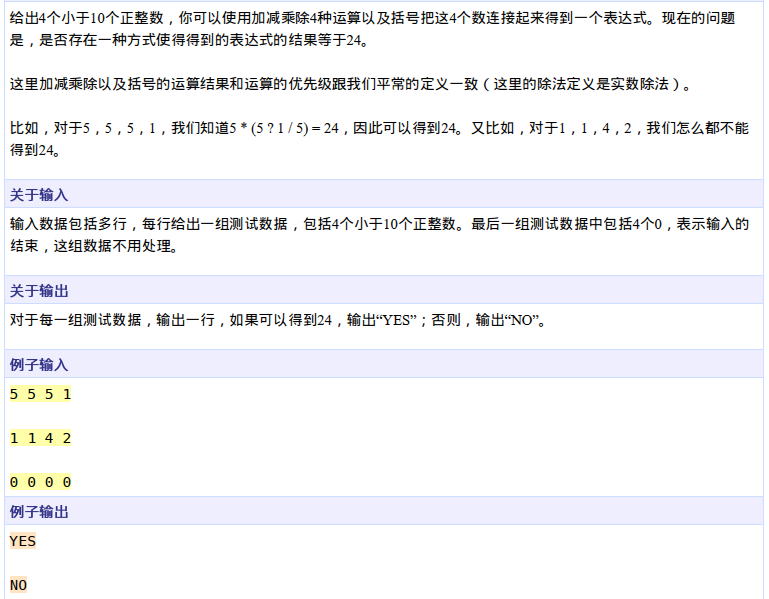 给出4个小于10个正整数，你可以使用加减乘除4种运算以及括号把这4个数连接起来得到一个表达式。现在的问题
是，是否存在一种方式使得得到的表达式的结果等于24。
这里加减乘除以及括号的运算结果和运算的优先级跟我们平常的定义一致（这里的除法定义是实数除法）。
比如，对于5，5，5，1，我们知道5 * (5 ? 1 / 5) = 24，因此可以得到24。又比如，对于1，1，4，2，我们怎么都不能
得到24。
关于输入
输入数据包括多行，每行给出一组测试数据，包括4个小于10个正整数。最后一组测试数据中包括4个0，表示输入的
结束，这组数据不用处理。
关于输出
对于每一组测试数据，输出一行，如果可以得到24，输出“YES”；否则，输出“NO”。
例子输入
5 5 5 1
1 1 4 2
0 0 0 0
例子输出
YES
NO